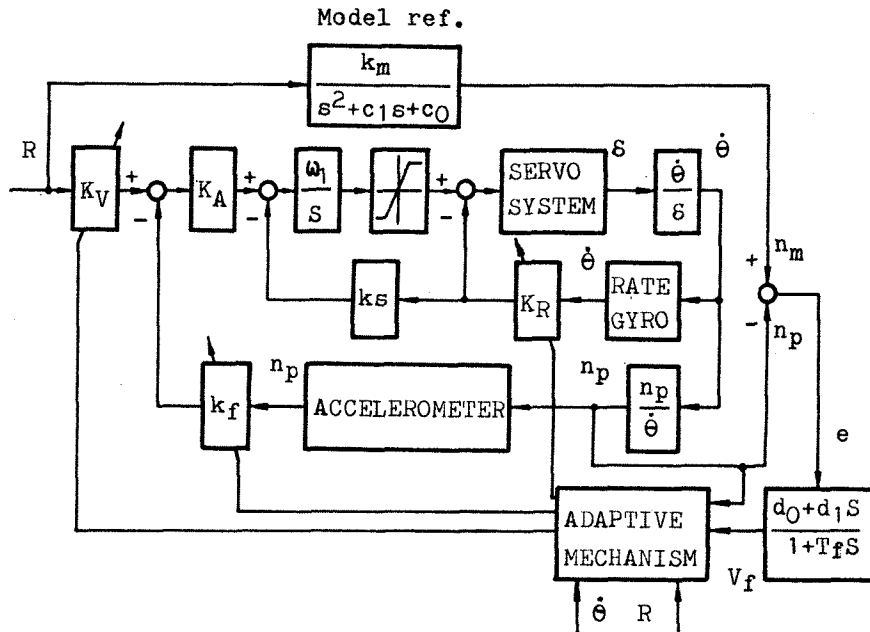 Model ref.
k_m
s²+c₁s+c₀
R
K_V
+
-
K_A
+
-
ω₁
S
+
-
SERVO
SYSTEM
δ
θ̇
δ
θ̇
n_m
+
-
n_p
ks
K_R
θ̇
RATE
GYRO
k_f
n_p
ACCELEROMETER
n_p
n_p
θ̇
e
ADAPTIVE
MECHANISM
V_f
d₀+d₁S
1+T_fS
θ̇ R